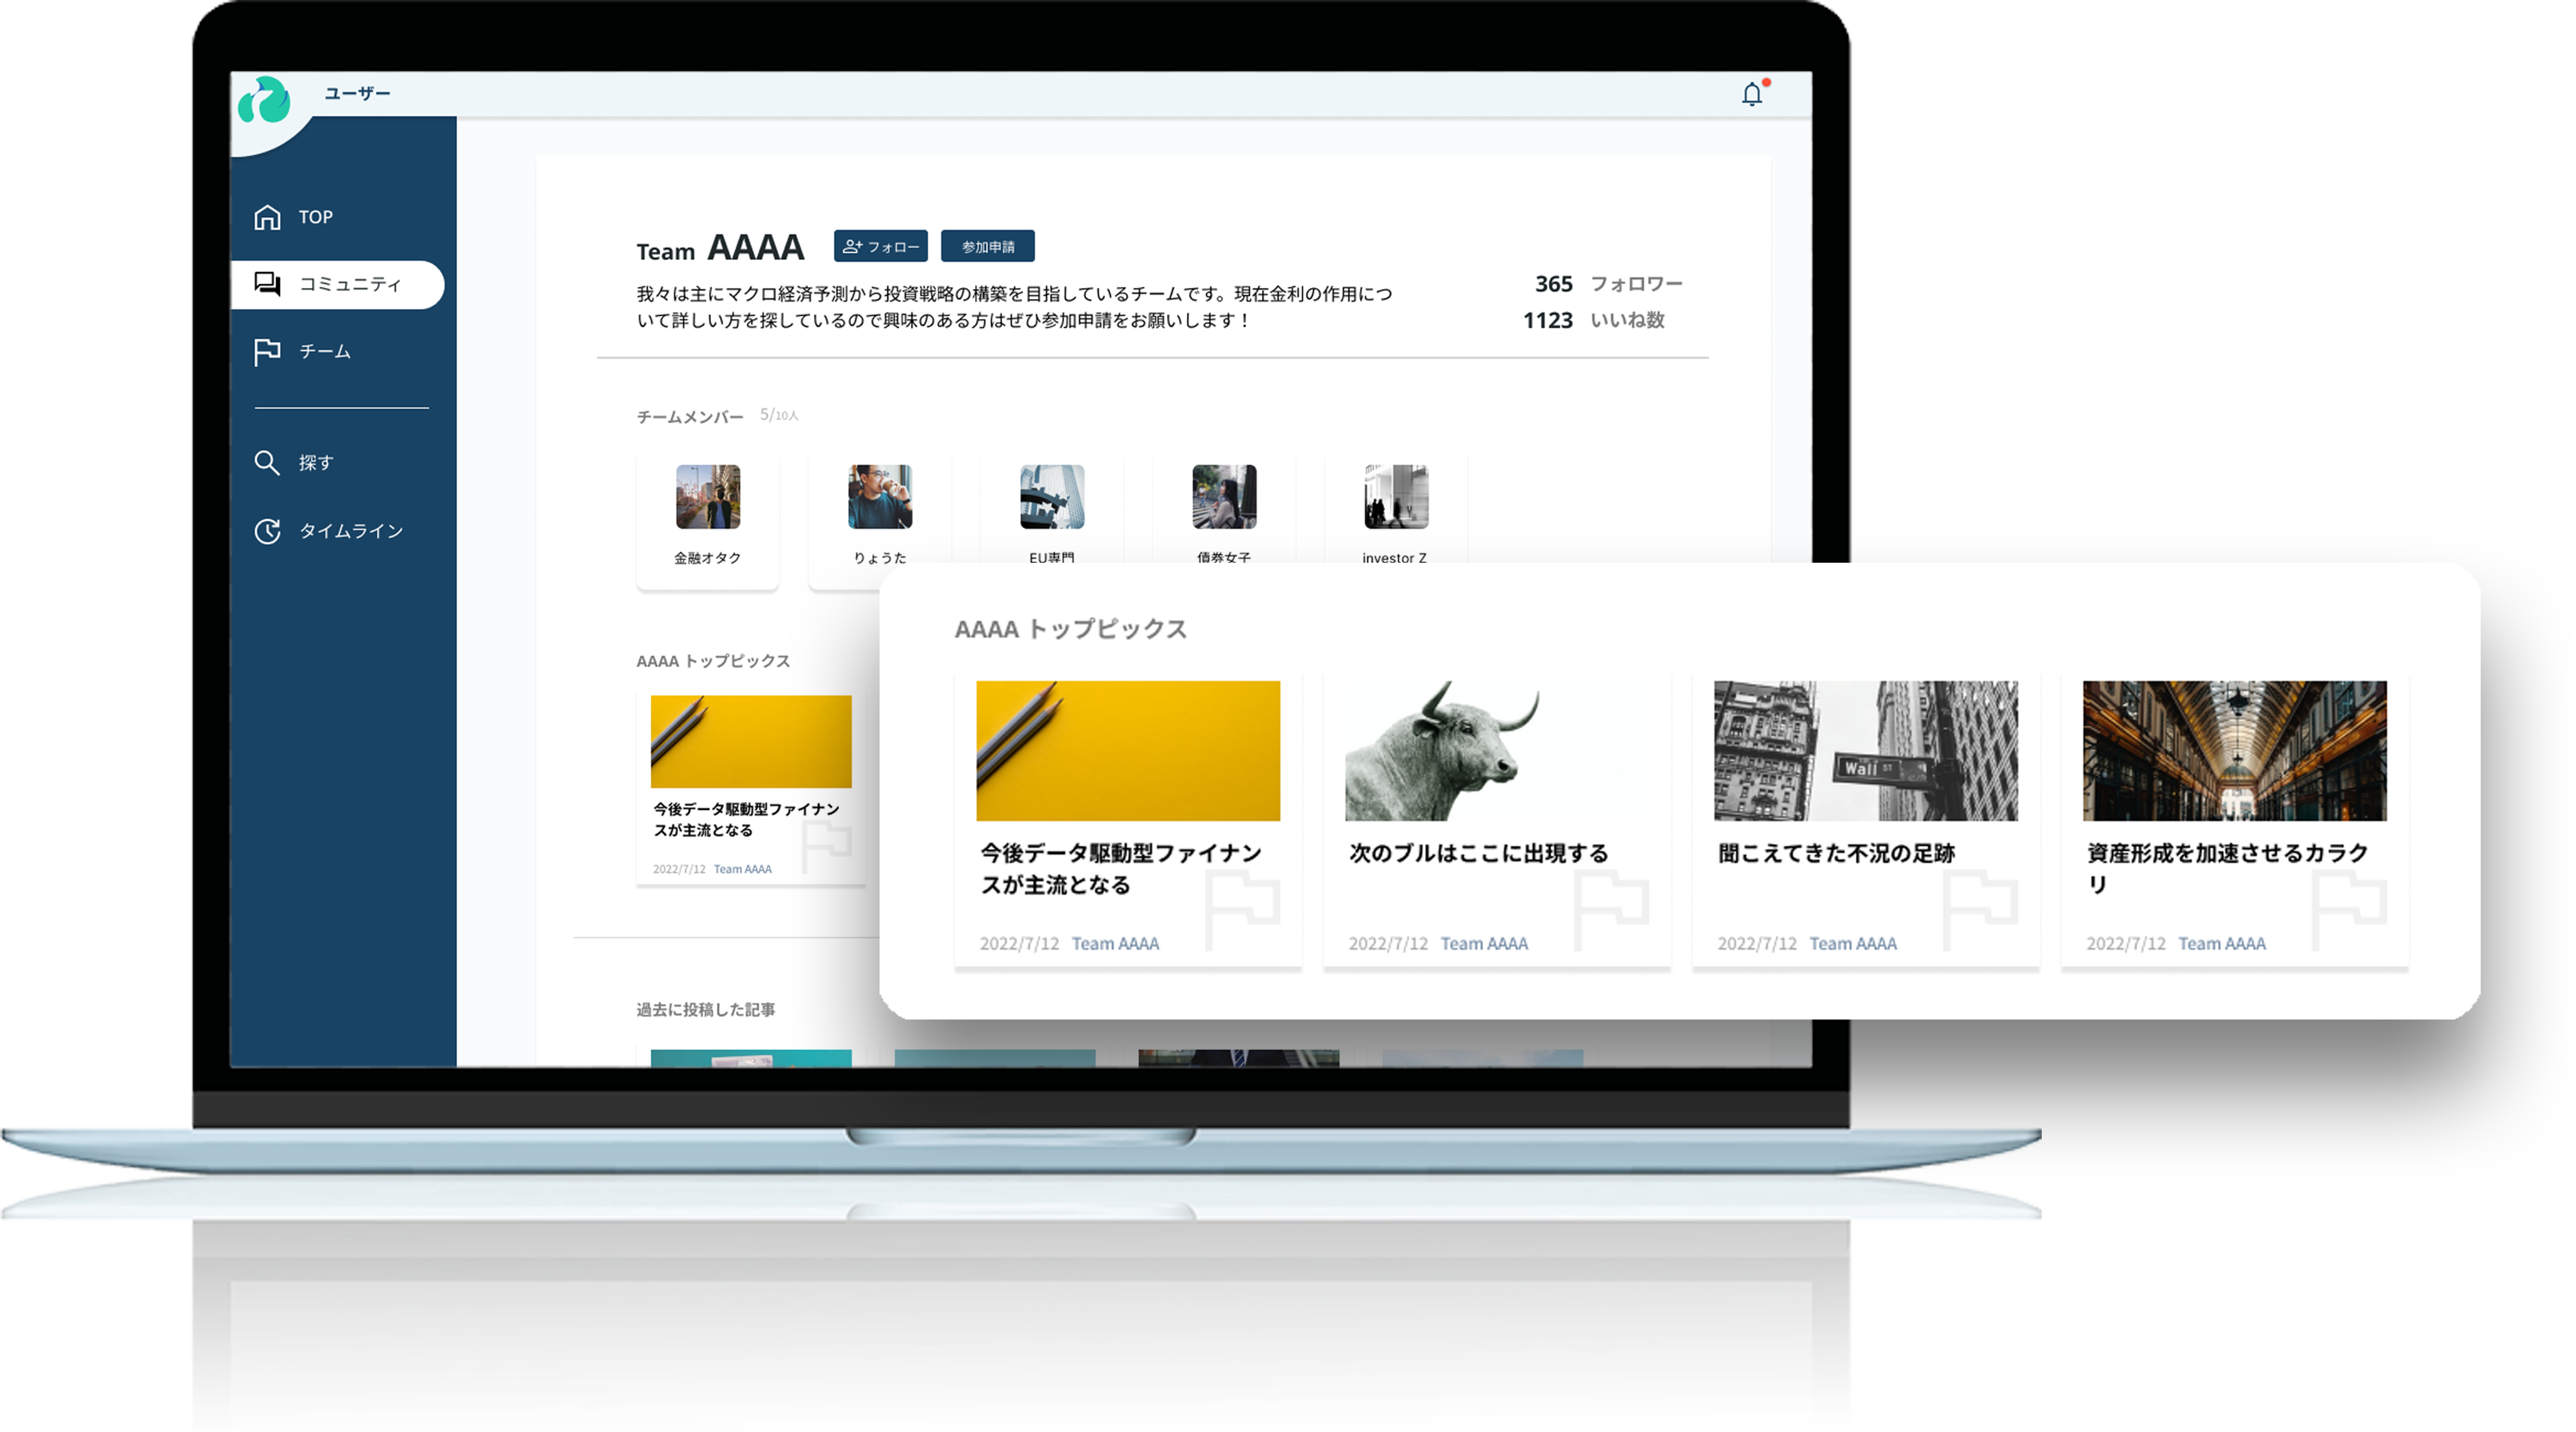 ユーザー
TOP
コミュニティ
チーム
探す
タイムライン
Team AAAA
フォロー
参加申請
我々は主にマクロ経済予測から投資戦略の構築を目指しているチームです。現在金利の作用につ
いて詳しい方を探しているので興味のある方はぜひ参加申請をお願いします！
365 フォロワー
1123 いいね数
チームメンバー 5/10人
金融オタク
りょうた
EU専門
債券女子
investor Z
AAAA トップピックス
今後データ駆動型ファイナン
スが主流となる
2022/7/12 Team AAAA
過去に投稿した記事
AAAA トップピックス
今後データ駆動型ファイナン
スが主流となる
2022/7/12 Team AAAA
次のブルはここに出現する
2022/7/12 Team AAAA
Wall ST
聞こえてきた不況の足跡
2022/7/12 Team AAAA
資産形成を加速させるカラク
リ
2022/7/12 Team AAAA